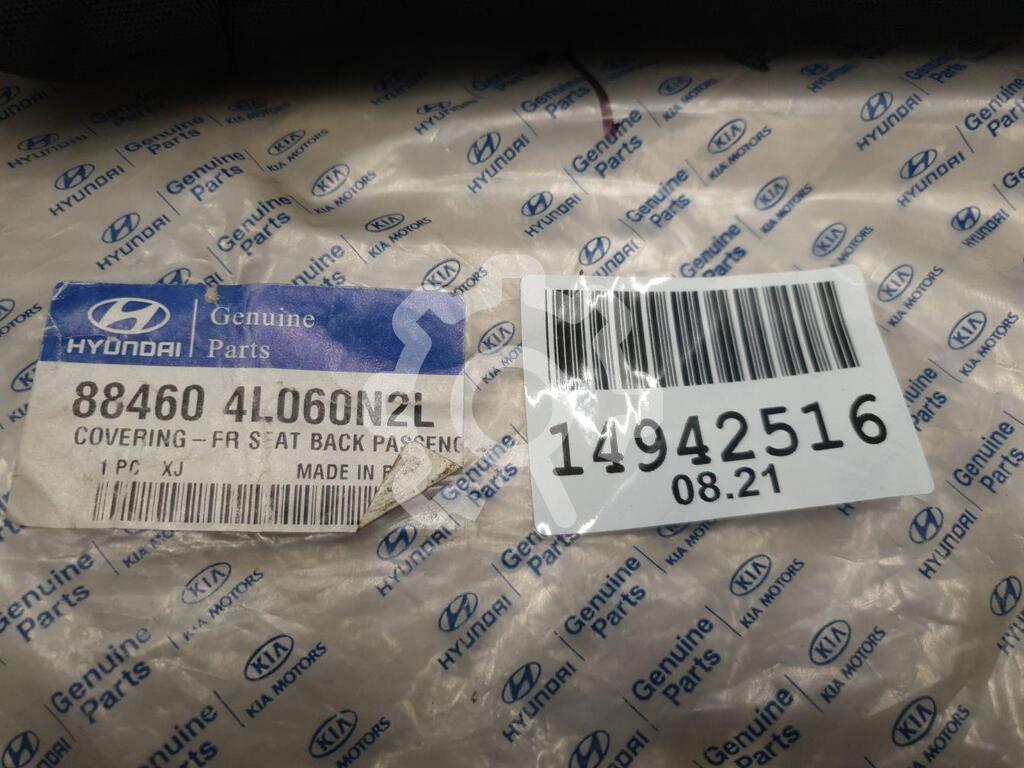 HYUNDAI
Genuine
Parts
88460 4L060N2L
COVERING-FR SEAT BACK PASSENG
1 PC XJ
MADE IN
14942516
08.21
HYUNDAI
Genuine
Parts
KIA
KIA MOTORS